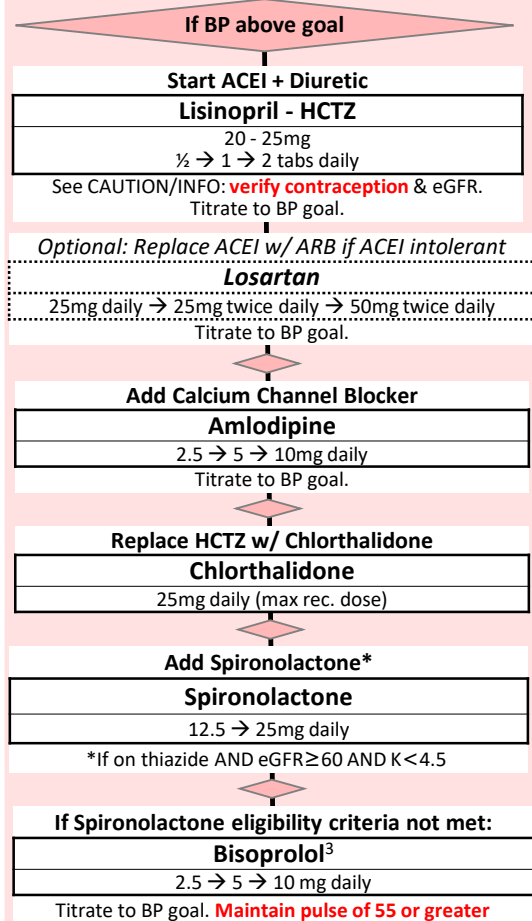 If BP above goal
Start ACEI + Diuretic
Lisinopril - HCTZ
20 - 25mg
½ → 1 → 2 tabs daily
See CAUTION/INFO: verify contraception & eGFR.
Titrate to BP goal.
Optional: Replace ACEI w/ ARB if ACEI intolerant
Losartan
25mg daily → 25mg twice daily → 50mg twice daily
Titrate to BP goal.
Add Calcium Channel Blocker
Amlodipine
2.5 → 5 → 10mg daily
Titrate to BP goal.
Replace HCTZ w/ Chlorthalidone
Chlorthalidone
25mg daily (max rec. dose)
Add Spironolactone*
Spironolactone
12.5 → 25mg daily
*If on thiazide AND eGFR≥60 AND K<4.5
If Spironolactone eligibility criteria not met:
Bisoprolol³
2.5 → 5 → 10 mg daily
Titrate to BP goal. Maintain pulse of 55 or greater